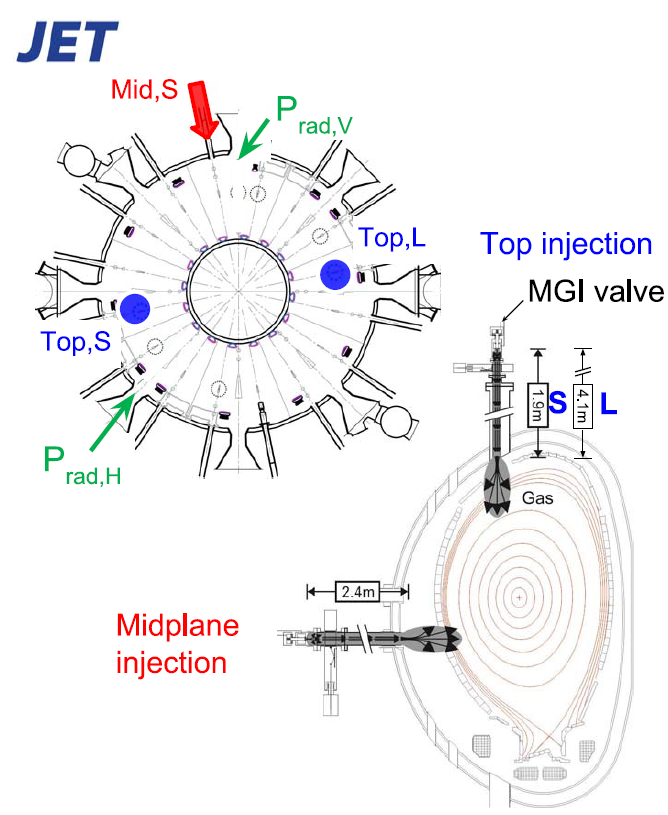 JET
Mid,S
Prad,V
Top,L
Top,S
Prad,H
Top injection
MGI valve
1.9m
S
4.1m
L
Gas
2.4m
Midplane
injection